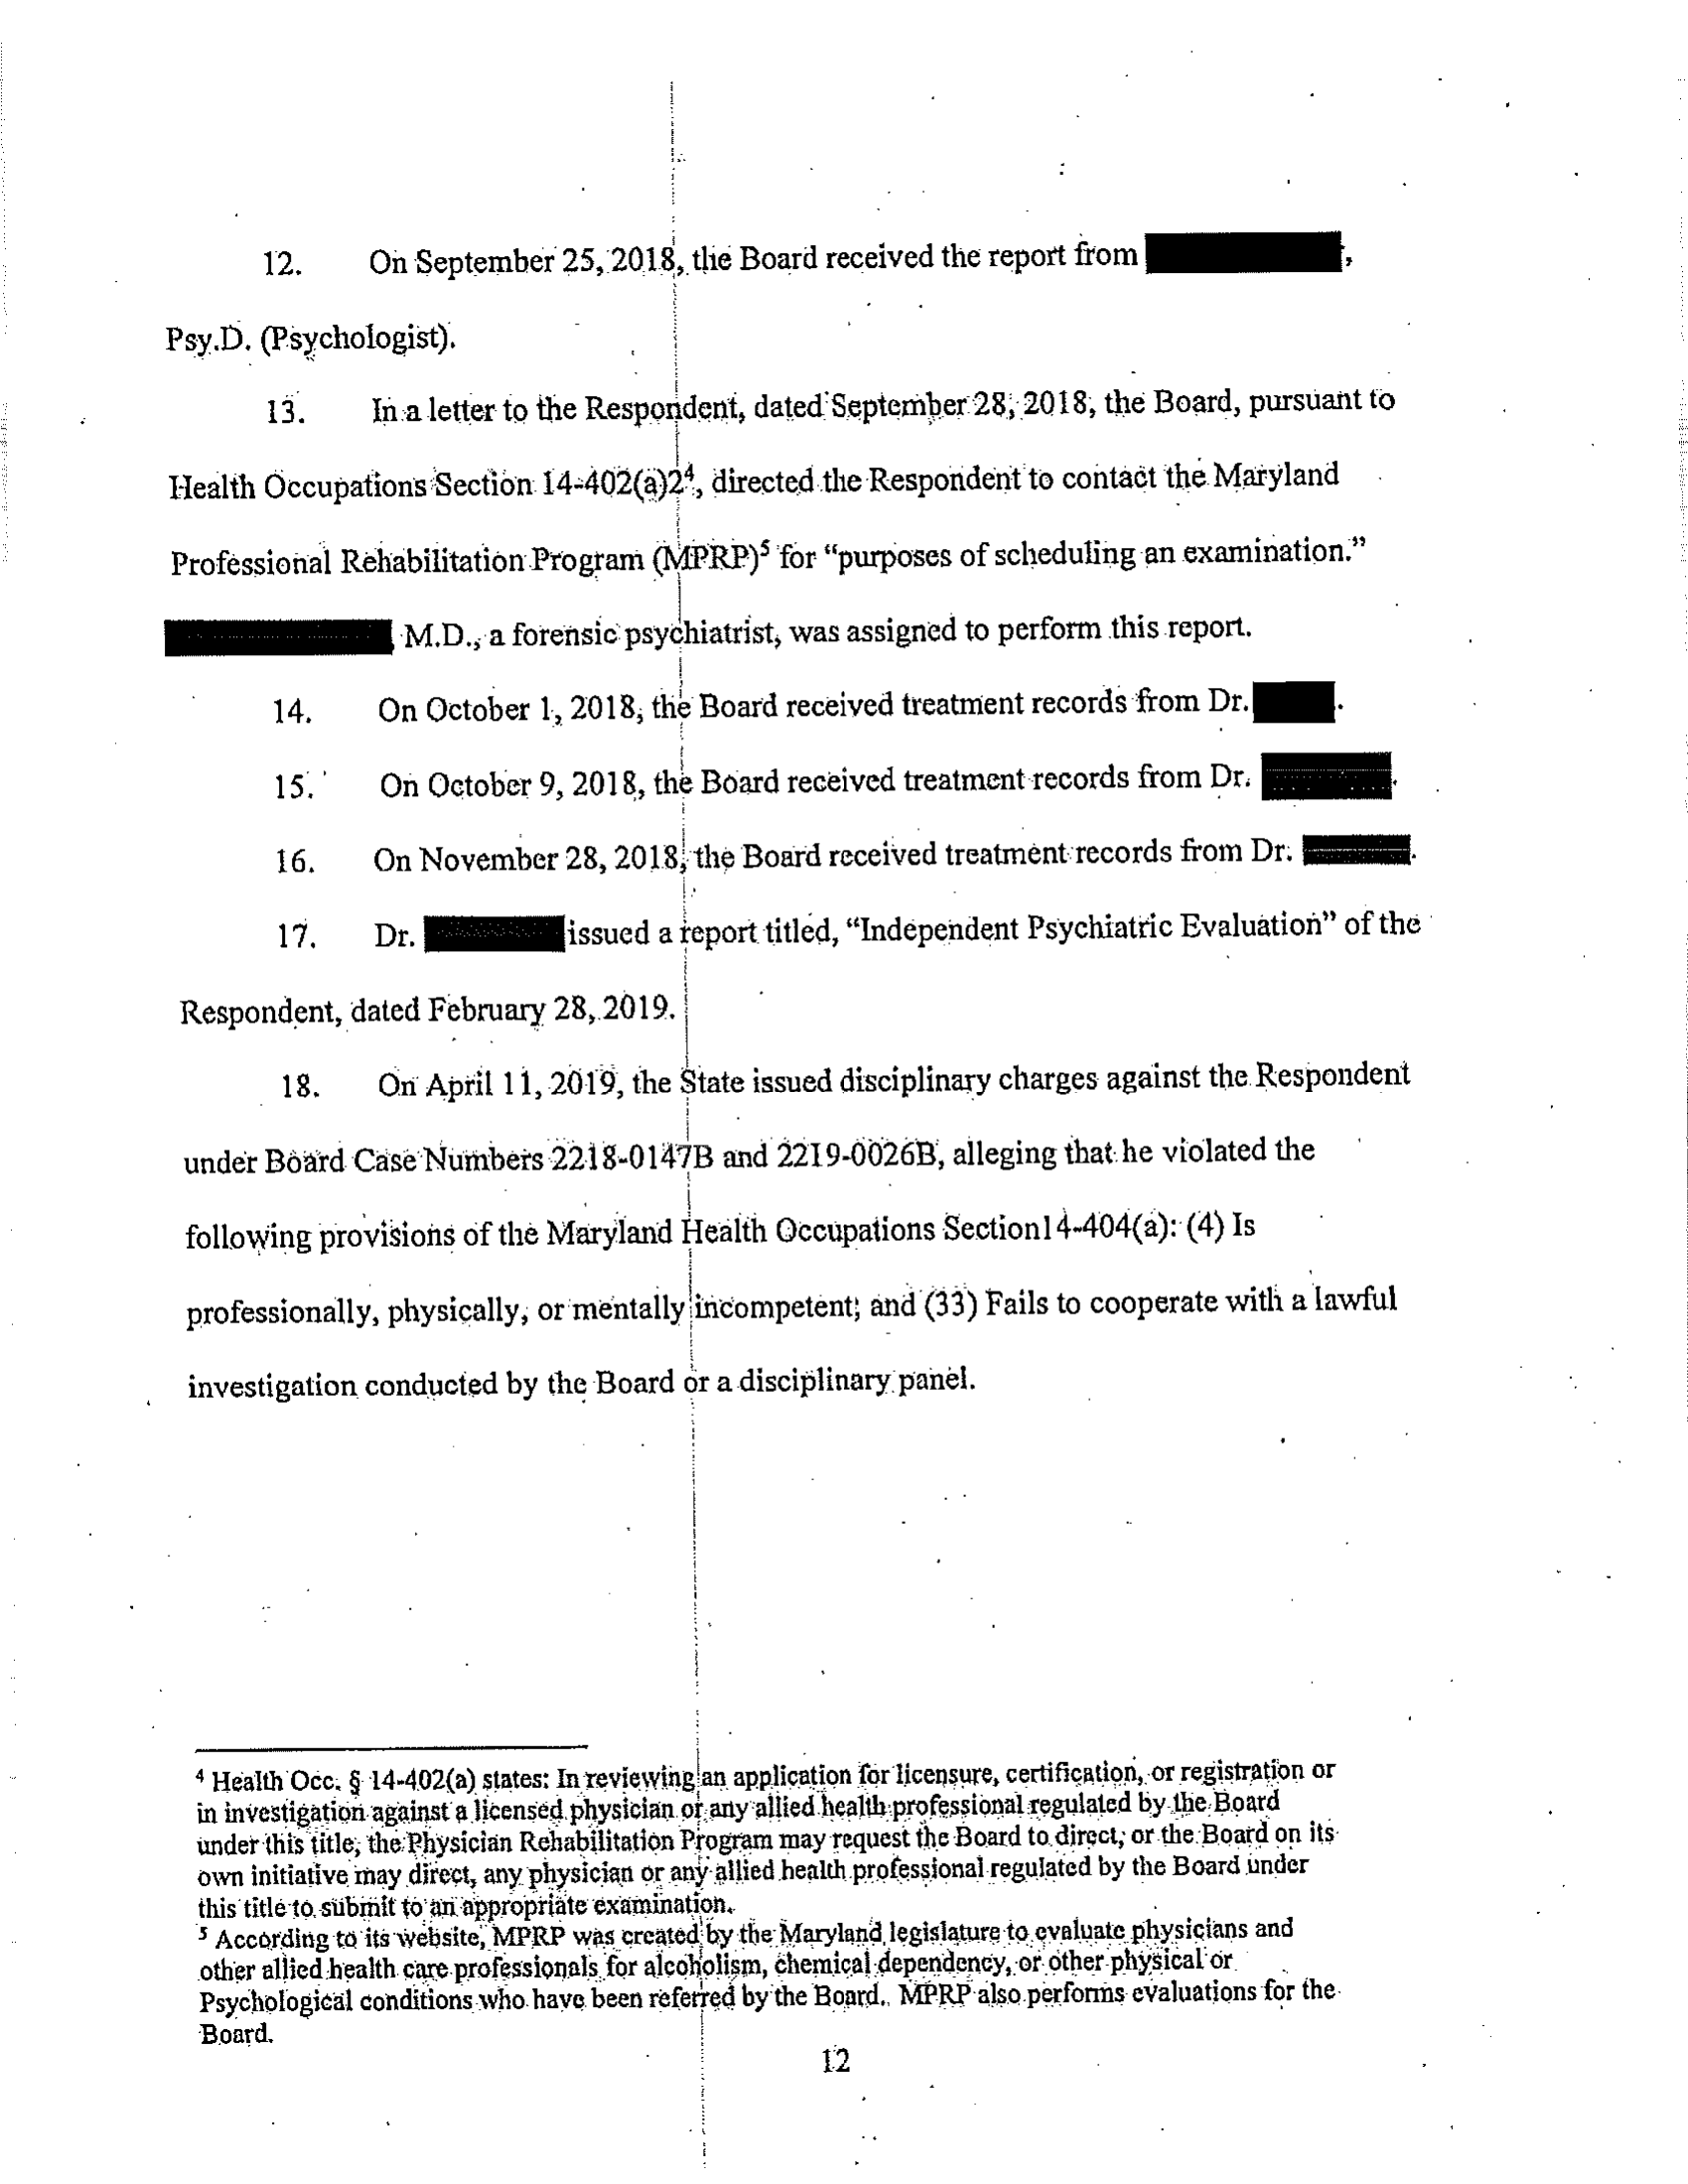 12. On September 25, 2018, the Board received the report from ,
Psy.D. (Psychologist).
13. In a letter to the Respondent, dated September 28, 2018, the Board, pursuant to
Health Occupations Section 14-402(a)2⁴, directed the Respondent to contact the Maryland
Professional Rehabilitation Program (MPRP)⁵ for “purposes of scheduling an examination.”
M.D., a forensic psychiatrist, was assigned to perform this report.
14. On October 1, 2018, the Board received treatment records from Dr. .
15. On October 9, 2018, the Board received treatment records from Dr. .
16. On November 28, 2018, the Board received treatment records from Dr. .
17. Dr. issued a report titled, “Independent Psychiatric Evaluation” of the
Respondent, dated February 28, 2019.
18. On April 11, 2019, the State issued disciplinary charges against the Respondent
under Board Case Numbers 2218-0147B and 2219-0026B, alleging that he violated the
following provisions of the Maryland Health Occupations Section14-404(a): (4) Is
professionally, physically, or mentally incompetent; and (33) Fails to cooperate with a lawful
investigation conducted by the Board or a disciplinary panel.
⁴ Health Occ. § 14-402(a) states: In reviewing an application for licensure, certification, or registration or
in investigation against a licensed physician or any allied health professional regulated by the Board
under this title, the Physician Rehabilitation Program may request the Board to direct, or the Board on its
own initiative may direct, any physician or any allied health professional regulated by the Board under
this title to submit to an appropriate examination.
⁵ According to its website, MPRP was created by the Maryland legislature to evaluate physicians and
other allied health care professionals for alcoholism, chemical dependency, or other physical or
Psychological conditions who have been referred by the Board. MPRP also performs evaluations for the
Board.
12